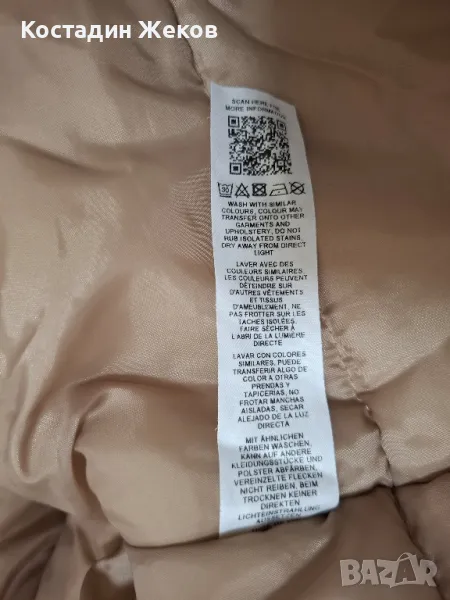 Костадин Жеков
SCAN HERE FOR
MORE INFORMATION
30
WASH WITH SIMILAR
COLOURS, COLOUR MAY
TRANSFER ONTO OTHER
GARMENTS AND
UPHOLSTERY, DO NOT
RUB ISOLATED STAINS,
DRY AWAY FROM DIRECT
LIGHT
LAVER AVEC DES
COULEURS SIMILAIRES,
LES COULEURS PEUVENT
DÉTEINDRE SUR
D'AUTRES VÊTEMENTS
ET TISSUS
D'AMEUBLEMENT, NE
PAS FROTTER SUR LES
TACHES ISOLÉES,
FAIRE SÉCHER À
L'ABRI DE LA LUMIÈRE
DIRECTE
LAVAR CON COLORES
SIMILARES, PUEDE
TRANSFERIR ALGO DE
COLOR A OTRAS
PRENDAS Y
TAPICERIAS, NO
FROTAR MANCHAS
AISLADAS, SECAR
ALEJADO DE LA LUZ
DIRECTA
MIT ÄHNLICHEN
FARBEN WASCHEN,
KANN AUF ANDERE
KLEIDUNGSSTÜCKE UND
POLSTER ABFÄRBEN,
VEREINZELTE FLECKEN
NICHT REIBEN, BEIM
TROCKNEN KEINER
DIREKTEN
LICHTEINSTRAHLUNG
AUSSETZEN
BAZAR